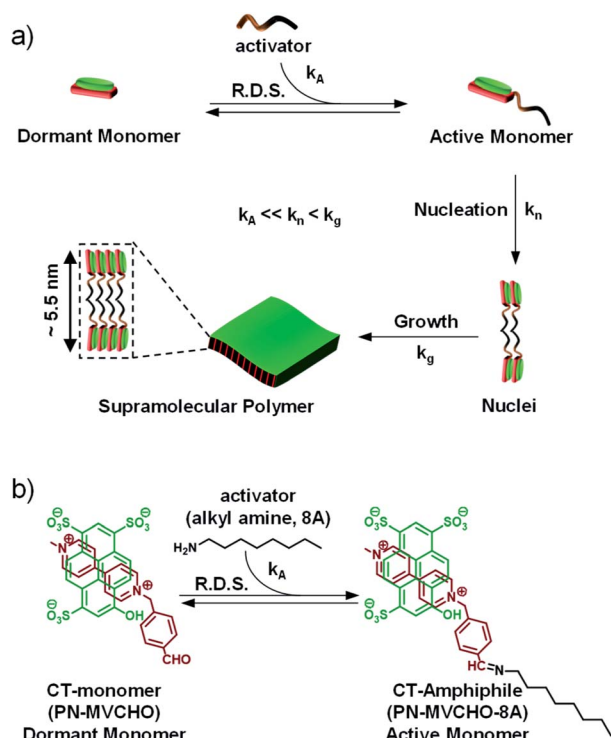 a)
activator
k_A
R.D.S.
Dormant Monomer
Active Monomer
k_A << k_n < k_g
Nucleation
k_n
~ 5.5 nm
Growth
k_g
Supramolecular Polymer
Nuclei
b)
activator
(alkyl amine, 8A)
H₂N
k_A
R.D.S.
SO₃⊖
SO₃⊖
SO₃⊖
N⊕
N⊕
OH
CHO
SO₃⊖
SO₃⊖
SO₃⊖
N⊕
N⊕
OH
HC=N
CT-monomer
(PN-MVCHO)
Dormant Monomer
CT-Amphiphile
(PN-MVCHO-8A)
Active Monomer